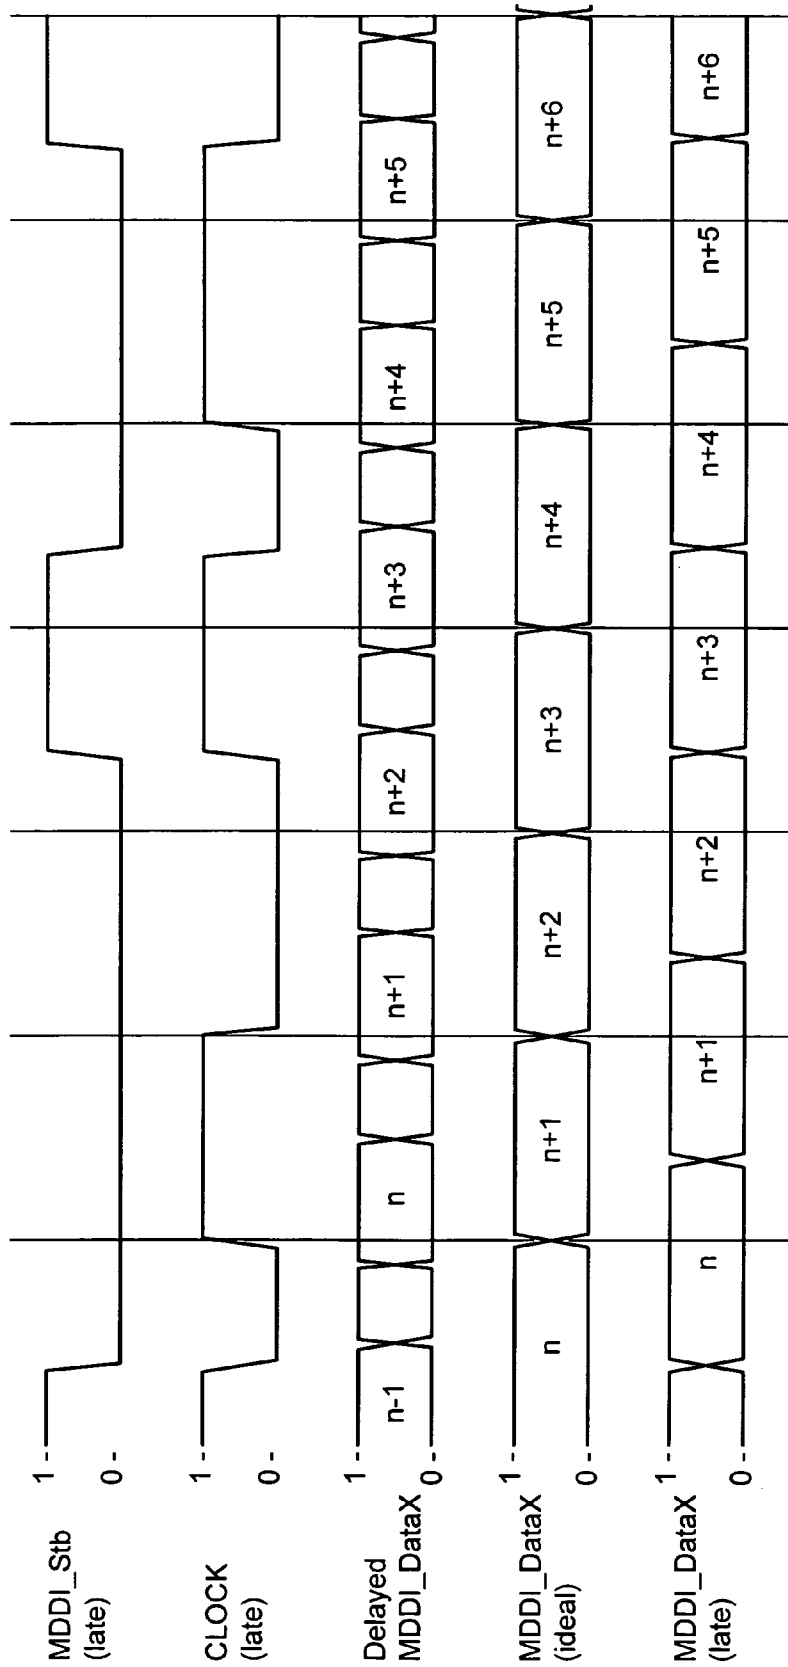 MDDI_Stb
(late)
1
0
CLOCK
(late)
1
0
Delayed
MDDI_DataX
1
0
n-1
n
n+1
n+2
n+3
n+4
n+5
MDDI_DataX
(ideal)
1
0
n
n+1
n+2
n+3
n+4
n+5
n+6
MDDI_DataX
(late)
1
0
n
n+1
n+2
n+3
n+4
n+5
n+6